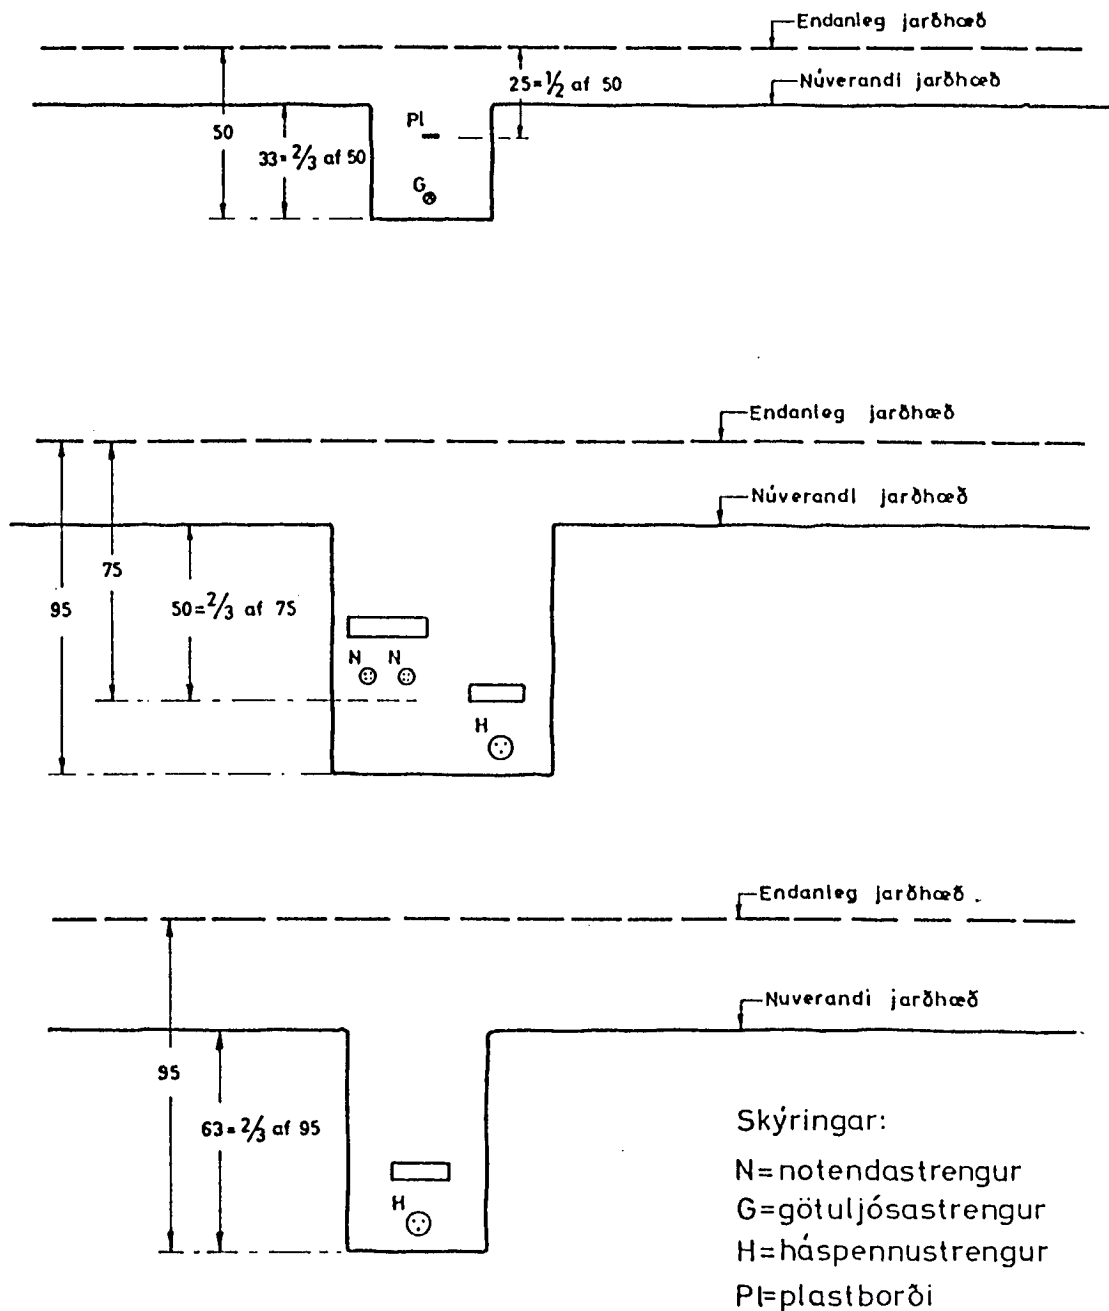 Endanleg jarðhæð
25=1/2 af 50
Núverandi jarðhæð
Pl
50
33=2/3 af 50
G
Endanleg jarðhæð
Núverandi jarðhæð
75
95
50=2/3 af 75
N N
H
Endanleg jarðhæð
Nuverandi jarðhæð
95
63=2/3 af 95
H
Skýringar:
N=notendastrengur
G=götuljósastrengur
H=háspennustrengur
Pl=plastborði